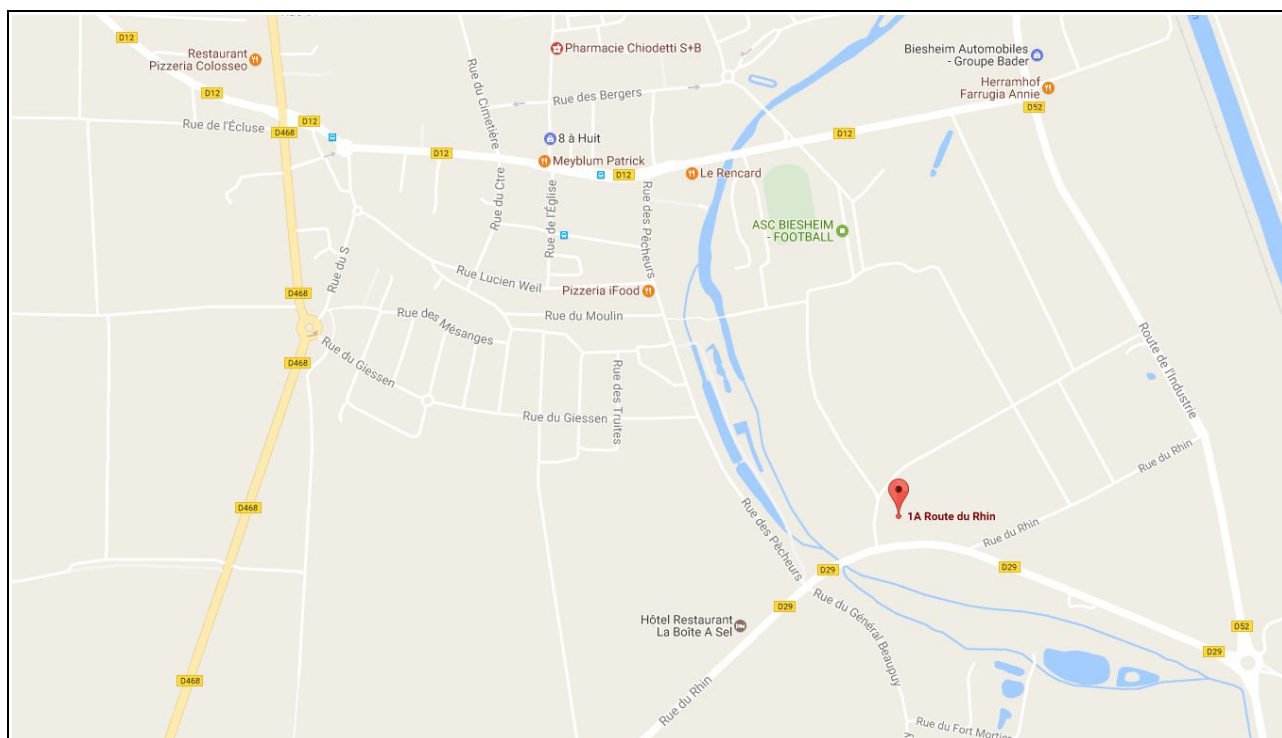 D12
Restaurant
Pizzeria Colosseo
Pharmacie Chiodetti S+B
Biesheim Automobiles
- Groupe Bader
Herramhof
Farrugia Annie
D12
Rue du Cimetière
Rue des Bergers
D52
Rue de l'Écluse
D468
D12
8 à Huit
D12
D12
Meyblum Patrick
D12
Le Rencard
Rue du Ctre
Rue de l'Église
Rue des Pêcheurs
ASC BIESHEIM
- FOOTBALL
Rue du S
Rue Lucien Weil
D468
Pizzeria iFood
Rue des Mésanges
Rue du Moulin
Route de l'Industrie
D468
Rue du Giessen
Rue des Truites
Rue du Giessen
Rue du Rhin
D468
Rue des Pêcheurs
1A Route du Rhin
Rue du Rhin
D29
D29
D29
Rue du Général Beaupuy
Hôtel Restaurant
La Boîte A Sel
D52
D29
Rue du Rhin
D468
Rue du Fort Mortier